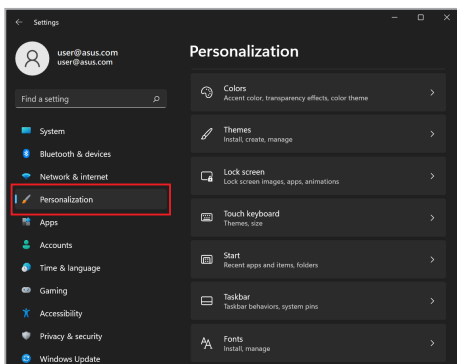 Settings
user@asus.com
user@asus.com
Find a setting
System
Bluetooth & devices
Network & internet
Personalization
Apps
Accounts
Time & language
Gaming
Accessibility
Privacy & security
Windows Update
Personalization
Colors
Accent color, transparency effects, color theme
Themes
Install, create, manage
Lock screen
Lock screen images, apps, animations
Touch keyboard
Themes, size
Start
Recent apps and items, folders
Taskbar
Taskbar behaviors, system pins
Fonts
Install, manage